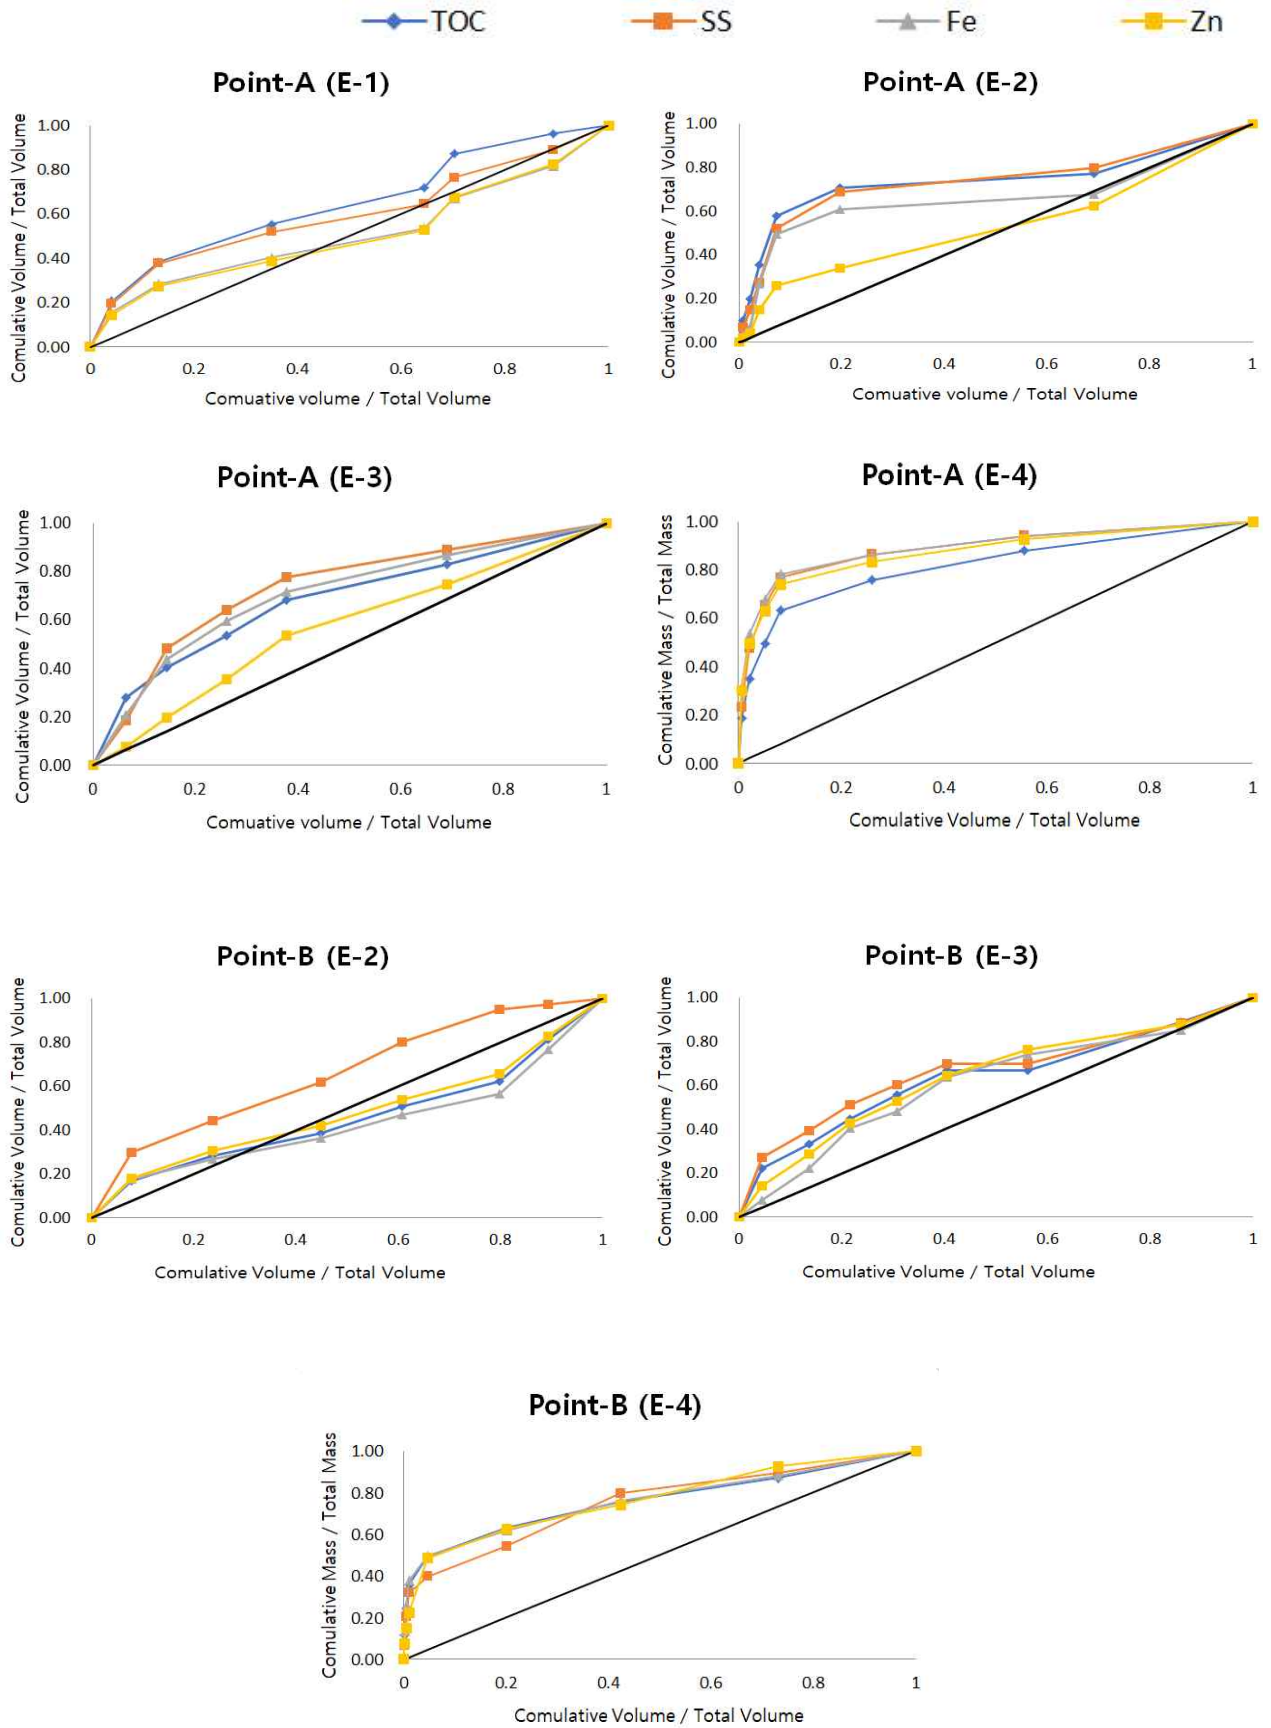 TOC SS Fe Zn
Point-A (E-1)
Comulative Volume / Total Volume
1.00
0.80
0.60
0.40
0.20
0.00
0 0.2 0.4 0.6 0.8 1
Comuative volume / Total Volume
Point-A (E-2)
Comulative Volume / Total Volume
1.00
0.80
0.60
0.40
0.20
0.00
0 0.2 0.4 0.6 0.8 1
Comuative volume / Total Volume
Point-A (E-3)
Comulative Volume / Total Volume
1.00
0.80
0.60
0.40
0.20
0.00
0 0.2 0.4 0.6 0.8 1
Comuative volume / Total Volume
Point-A (E-4)
Comulative Mass / Total Mass
1.00
0.80
0.60
0.40
0.20
0.00
0 0.2 0.4 0.6 0.8 1
Comulative Volume / Total Volume
Point-B (E-2)
Comulative Volume / Total Volume
1.00
0.80
0.60
0.40
0.20
0.00
0 0.2 0.4 0.6 0.8 1
Comulative Volume / Total Volume
Point-B (E-3)
Comulative Volume / Total Volume
1.00
0.80
0.60
0.40
0.20
0.00
0 0.2 0.4 0.6 0.8 1
Comulative Volume / Total Volume
Point-B (E-4)
Comulative Mass / Total Mass
1.00
0.80
0.60
0.40
0.20
0.00
0 0.2 0.4 0.6 0.8 1
Comulative Volume / Total Volume